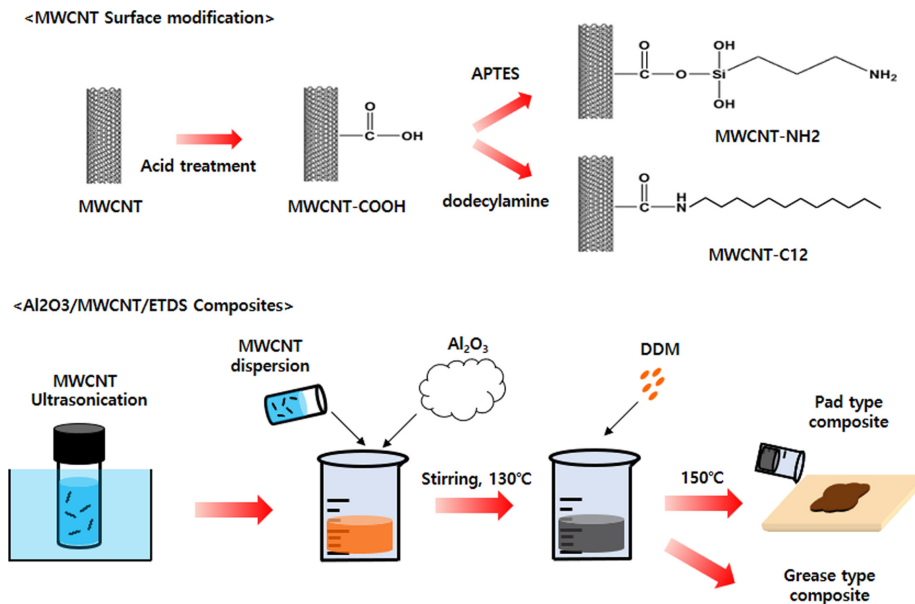 <MWCNT Surface modification>
MWCNT
Acid treatment
O
C
OH
MWCNT-COOH
APTES
dodecylamine
O
C
O
Si
OH
OH
NH2
MWCNT-NH2
O
C
H
N
MWCNT-C12
<Al2O3/MWCNT/ETDS Composites>
MWCNT
Ultrasonication
MWCNT
dispersion
Al₂O₃
Stirring, 130℃
DDM
150℃
Pad type
composite
Grease type
composite